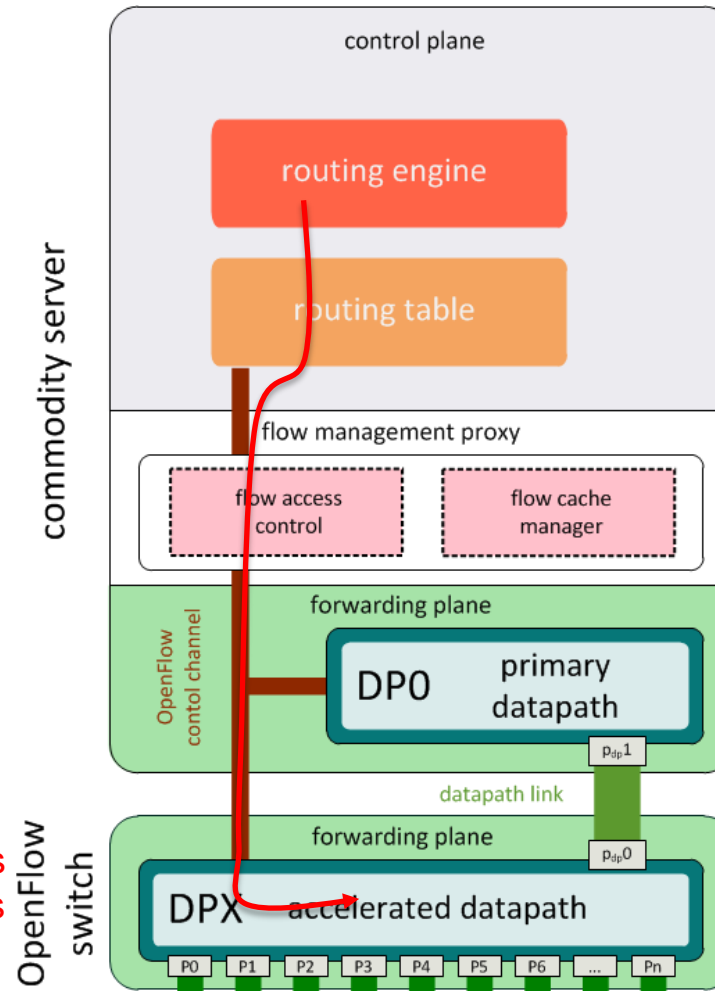 control plane
routing engine
routing table
commodity server
flow management proxy
flow access
control
flow cache
manager
forwarding plane
OpenFlow
contol channel
DP0
primary
datapath
pdp1
datapath link
OpenFlow
switch
forwarding plane
pdp0
DPX accelerated datapath
P0 P1 P2 P3 P4 P5 P6 ... Pn